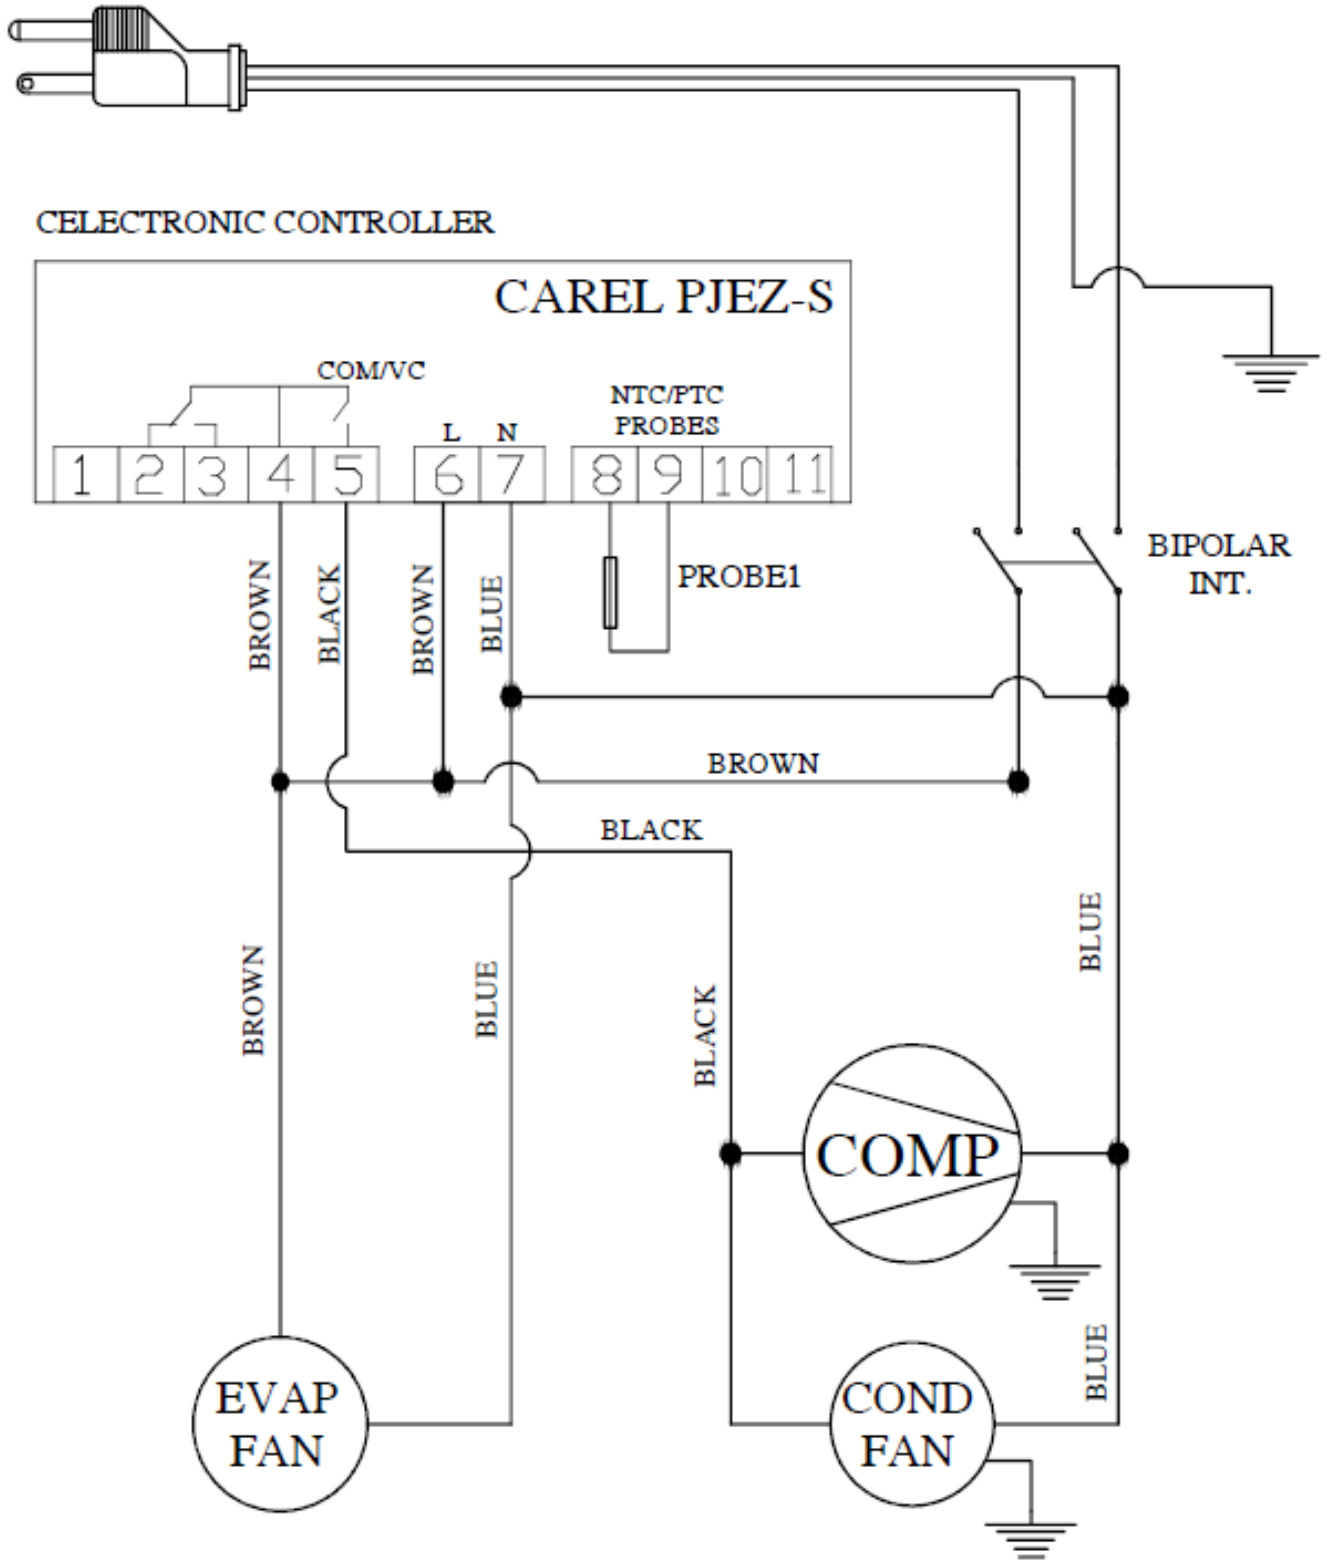 CELECTRONIC CONTROLLER
CAREL PJEZ-S
COM/VC
NTC/PTC
PROBES
L N
1 2 3 4 5 6 7 8 9 10 11
BIPOLAR
INT.
BROWN
BLACK
BROWN
BLUE
PROBE1
BROWN
BLACK
BROWN
BLUE
BLACK
BLUE
COMP
BLUE
EVAP
FAN
COND
FAN